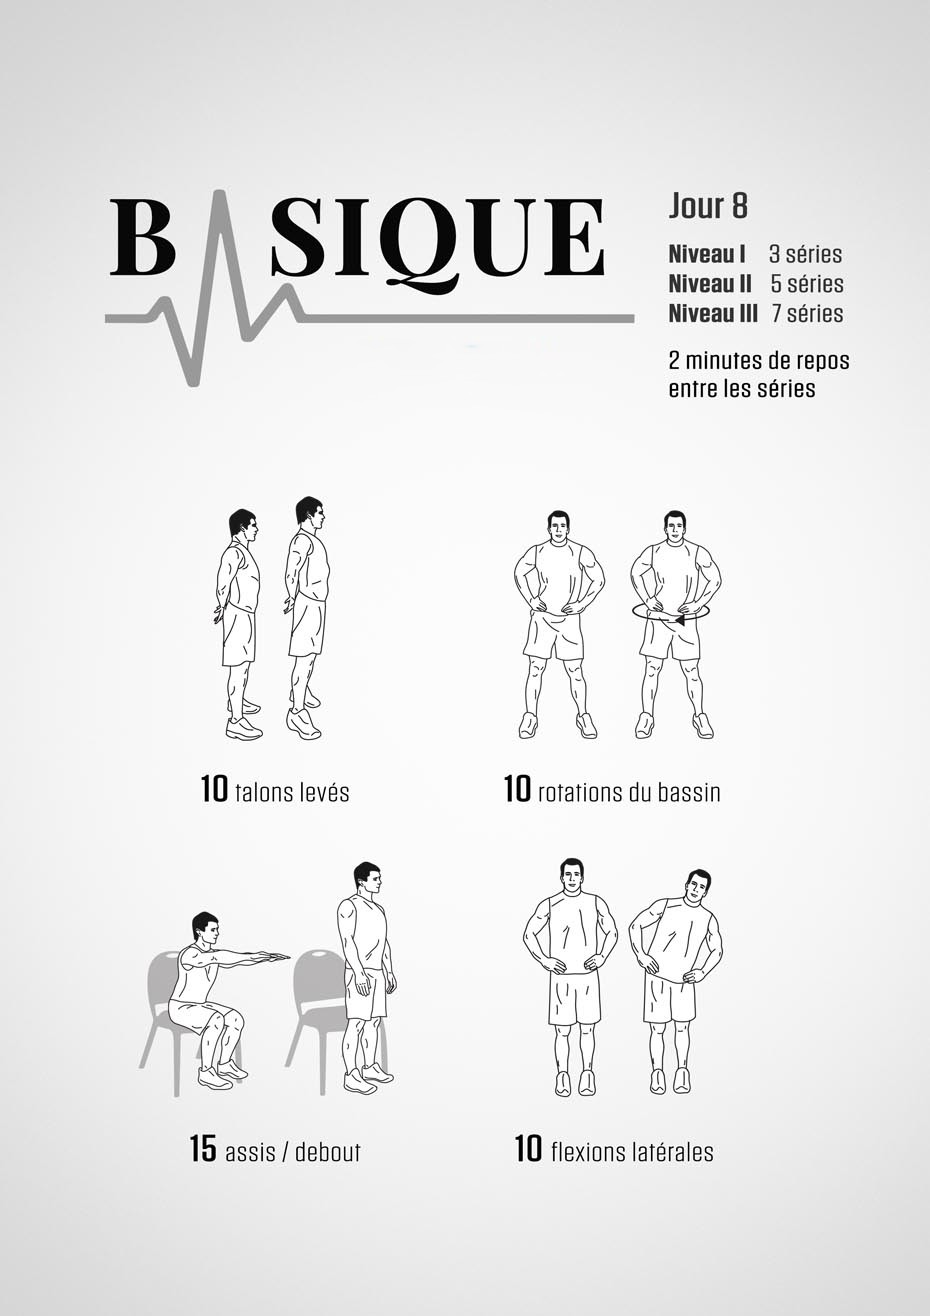 BASIQUE
Jour 8
Niveau I 3 séries
Niveau II 5 séries
Niveau III 7 séries
2 minutes de repos
entre les séries
10 talons levés
10 rotations du bassin
15 assis / debout
10 flexions latérales